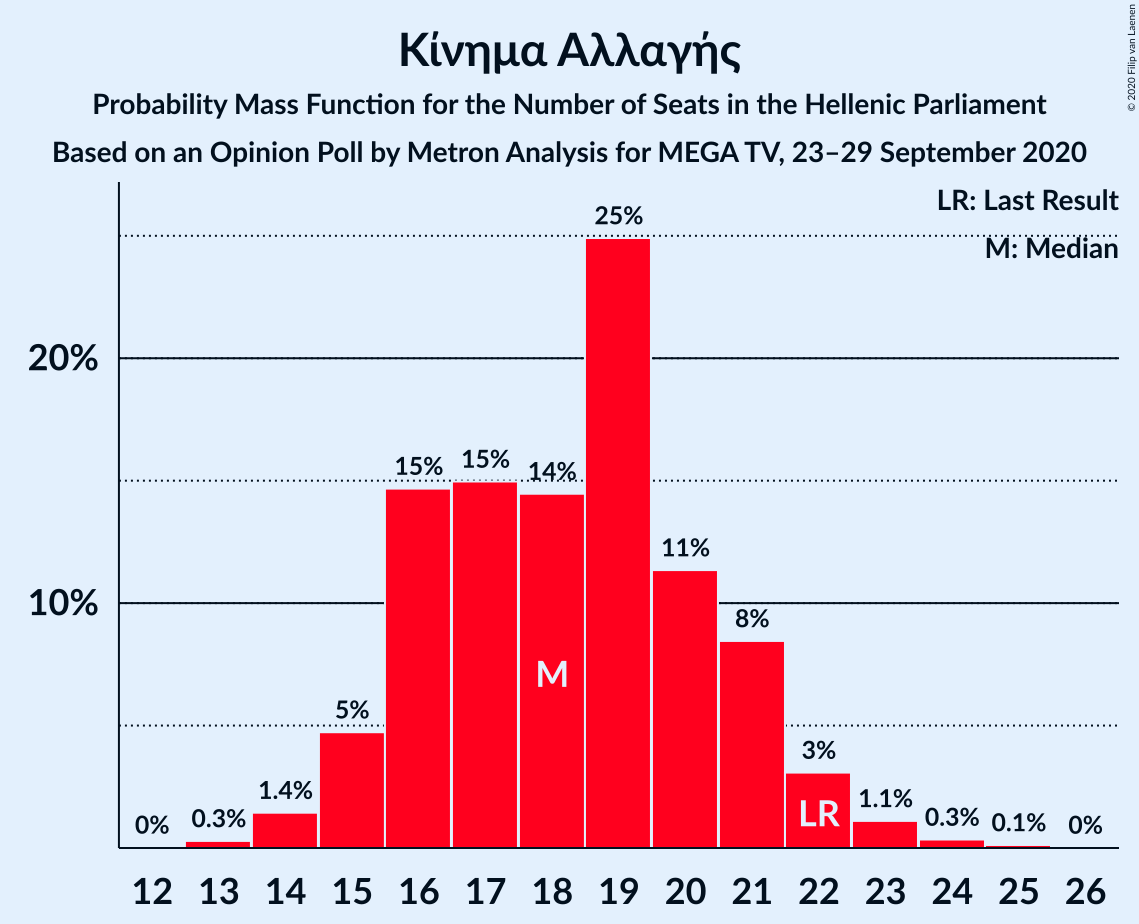 Κίνημα Αλλαγής
Probability Mass Function for the Number of Seats in the Hellenic Parliament
Based on an Opinion Poll by Metron Analysis for MEGA TV, 23–29 September 2020
© 2020 Filip van Laenen
LR: Last Result
M: Median
20%
10%
0%
0.3%
1.4%
5%
15%
15%
14%
25%
11%
8%
3%
1.1%
0.3%
0.1%
0%
M
LR
12 13 14 15 16 17 18 19 20 21 22 23 24 25 26